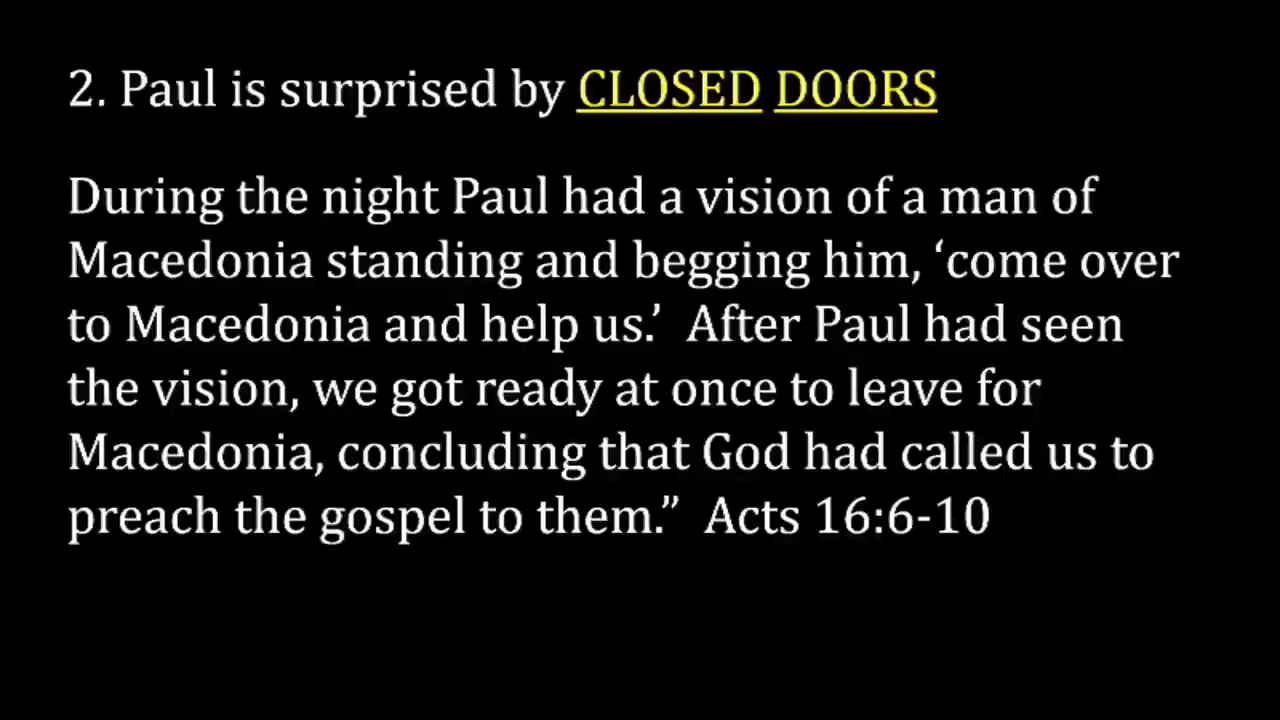 2. Paul is surprised by CLOSED DOORS
During the night Paul had a vision of a man of
Macedonia standing and begging him, ‘come over
to Macedonia and help us.’  After Paul had seen
the vision, we got ready at once to leave for
Macedonia, concluding that God had called us to
preach the gospel to them.”  Acts 16:6-10